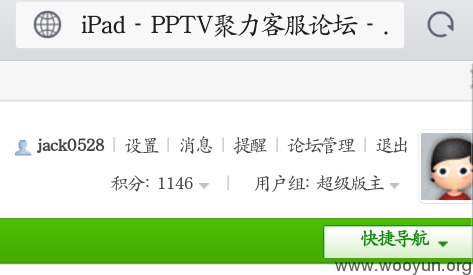 iPad - PPTV聚力客服论坛 - .
jack0528 | 设置 | 消息 | 提醒 | 论坛管理 | 退出
积分: 1146 | 用户组: 超级版主
快捷导航
www.wooyun.org